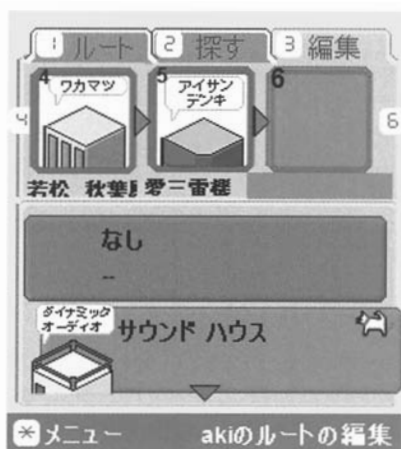 1 ルート 2 探す 3 編集
4 ワカマツ
5 アイサン
デンキ
6
4 6
若松 秋葉原 愛三電機
なし
--
ダイナミック
オーディオ
サウンド ハウス
* メニュー akiのルートの編集